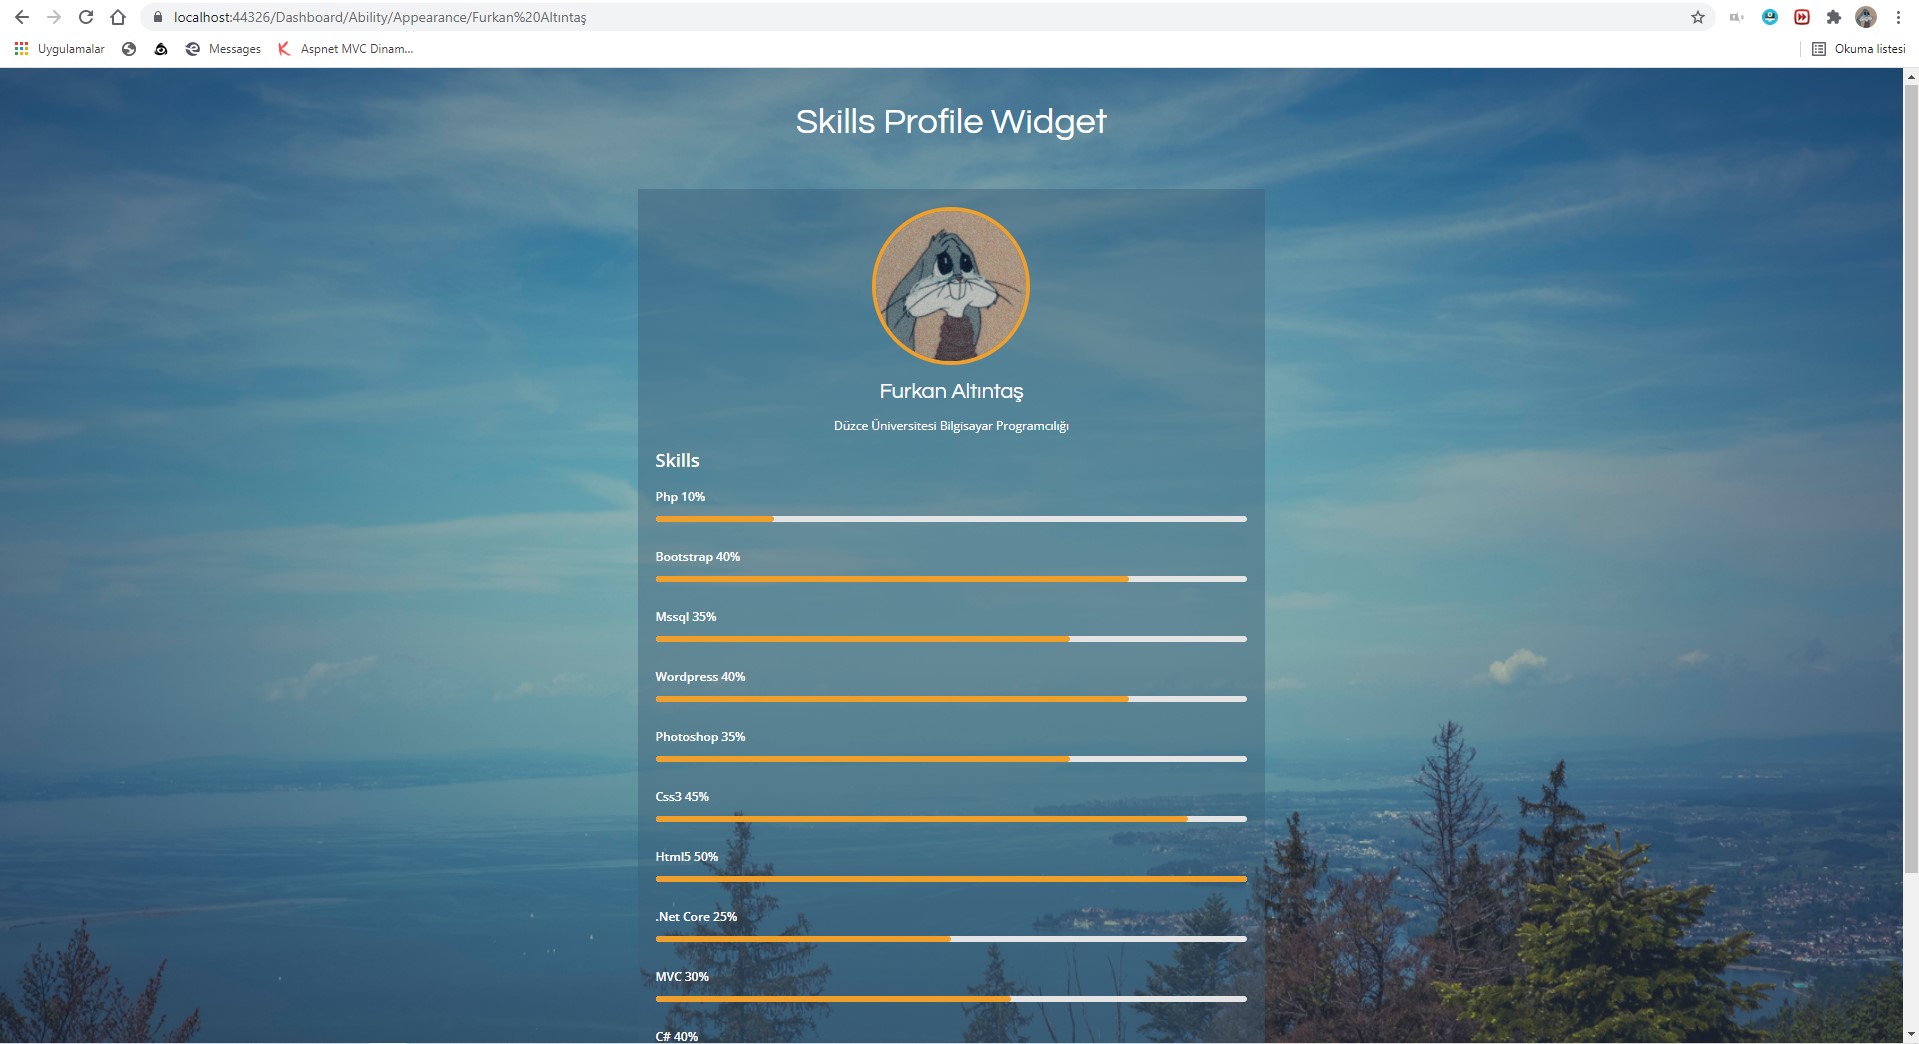 localhost:44326/Dashboard/Ability/Appearance/Furkan%20Altıntaş
Uygulamalar
Messages
Aspnet MVC Dinam...
Okuma listesi
Skills Profile Widget
Furkan Altıntaş
Düzce Üniversitesi Bilgisayar Programcılığı
Skills
Php 10%
Bootstrap 40%
Mssql 35%
Wordpress 40%
Photoshop 35%
Css3 45%
Html5 50%
.Net Core 25%
MVC 30%
C# 40%